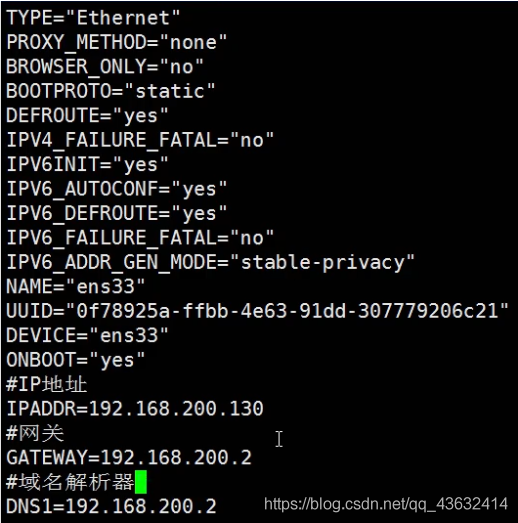 TYPE="Ethernet"
PROXY_METHOD="none"
BROWSER_ONLY="no"
BOOTPROTO="static"
DEFROUTE="yes"
IPV4_FAILURE_FATAL="no"
IPV6INIT="yes"
IPV6_AUTOCONF="yes"
IPV6_DEFROUTE="yes"
IPV6_FAILURE_FATAL="no"
IPV6_ADDR_GEN_MODE="stable-privacy"
NAME="ens33"
UUID="0f78925a-ffbb-4e63-91dd-307779206c21"
DEVICE="ens33"
ONBOOT="yes"
#IP地址
IPADDR=192.168.200.130
#网关
GATEWAY=192.168.200.2
#域名解析器
DNS1=192.168.200.2
https://blog.csdn.net/qq_43632414